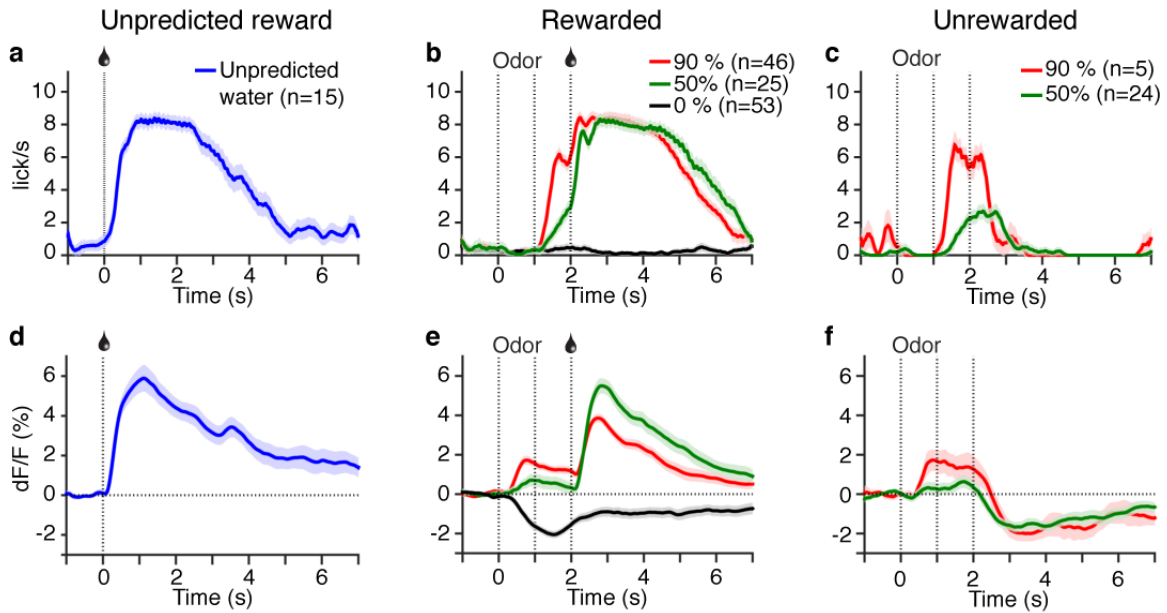 Unpredicted reward
Rewarded
Unrewarded
a
Unpredicted
water (n=15)
10
8
6
4
2
0
lick/s
0 2 4 6
Time (s)
b
Odor
90 % (n=46)
50% (n=25)
0 % (n=53)
10
8
6
4
2
0
0 2 4 6
Time (s)
c
Odor
90 % (n=5)
50% (n=24)
10
8
6
4
2
0
0 2 4 6
Time (s)
d
6
4
2
0
-2
dF/F (%)
0 2 4 6
Time (s)
e
Odor
6
4
2
0
-2
0 2 4 6
Time (s)
f
Odor
6
4
2
0
-2
0 2 4 6
Time (s)